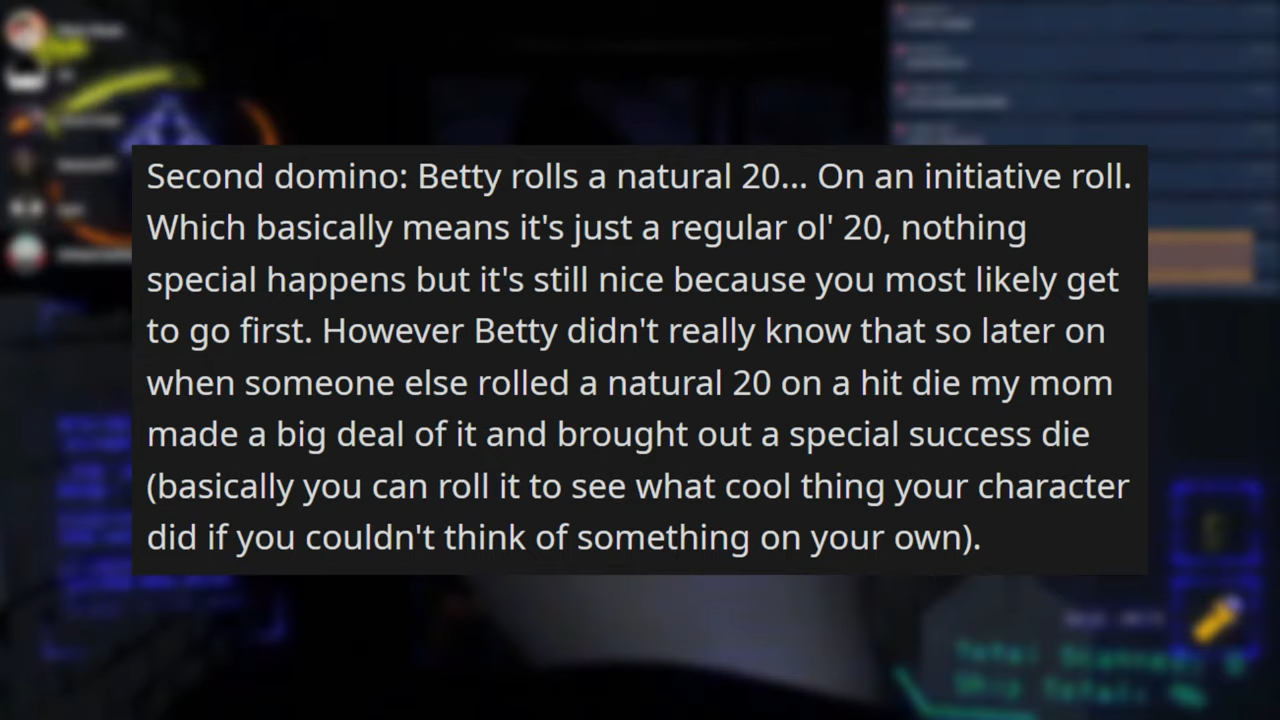 Second domino: Betty rolls a natural 20... On an initiative roll.
Which basically means it's just a regular ol' 20, nothing
special happens but it's still nice because you most likely get
to go first. However Betty didn't really know that so later on
when someone else rolled a natural 20 on a hit die my mom
made a big deal of it and brought out a special success die
(basically you can roll it to see what cool thing your character
did if you couldn't think of something on your own).